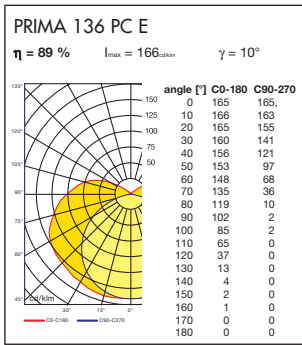 PRIMA 136 PC E
η = 89 % Imax = 166cd/klm γ = 10°
angle [°] C0-180 C90-270
0 165 165,
10 166 163
20 165 155
30 160 141
40 156 121
50 153 97
60 148 68
70 135 36
80 119 10
90 102 2
100 85 2
110 65 0
120 37 0
130 13 0
140 4 0
150 2 0
160 1 0
170 0 0
180 0 0
135°
120°
105°
90°
75°
60°
45°
150
125
100
75
50
cd/klm
30° 15° 0°
C0-C180 C90-C270